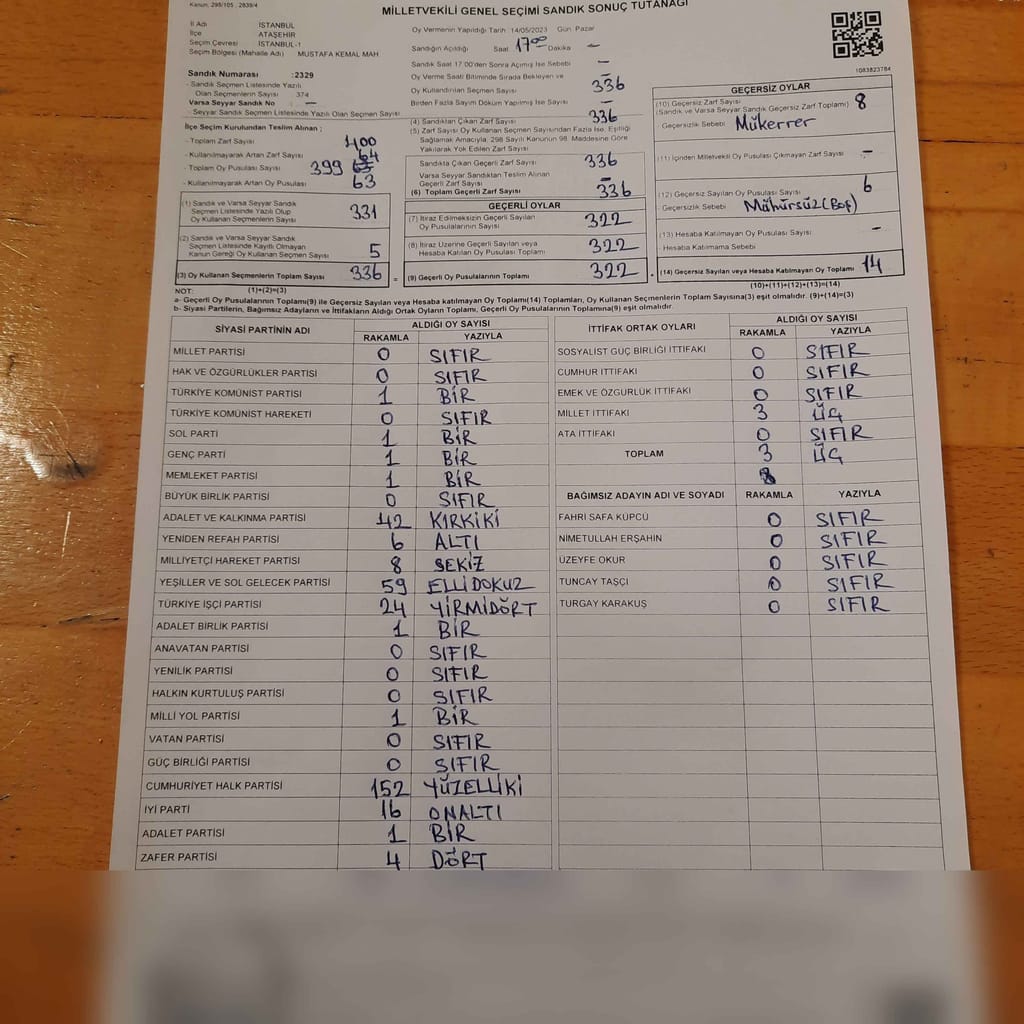 Kanun: 298/105 , 2839/4
MİLLETVEKİLİ GENEL SEÇİMİ SANDIK SONUÇ TUTANAĞI
İl Adı İSTANBUL
İlçe ATAŞEHİR
Seçim Çevresi İSTANBUL-1
Seçim Bölgesi (Mahalle Adı) MUSTAFA KEMAL MAH
Sandık Numarası :2329
- Sandık Seçmen Listesinde Yazılı
Olan Seçmenlerin Sayısı 374
Varsa Seyyar Sandık No —
Seyyar Sandık Seçmen Listesinde Yazılı Olan Seçmen Sayısı
İlçe Seçim Kurulundan Teslim Alınan ;
- Toplam Zarf Sayısı 400
- Kullanılmayarak Artan Zarf Sayısı 64
- Toplam Oy Pusulası Sayısı 399
- Kullanılmayarak Artan Oy Pusulası 63
(1) Sandık ve Varsa Seyyar Sandık
Seçmen Listesinde Yazılı Olup
Oy Kullanan Seçmenlerin Sayısı 331
(2) Sandık ve Varsa Seyyar Sandık
Seçmen Listesinde Kayıtlı Olmayan
Kanun Gereği Oy Kullanan Seçmen Sayısı 5
(3) Oy Kullanan Seçmenlerin Toplam Sayısı 336 =
Oy Vermenin Yapıldığı Tarih 14/05/2023 Gün Pazar
Sandığın Açıldığı Saat 17 00 Dakika —
Sandık Saat 17.00'den Sonra Açılmış İse Sebebi —
Oy Verme Saati Bitiminde Sırada Bekleyen ve
Oy Kullandırılan Seçmen Sayısı 336
Birden Fazla Sayım Döküm Yapılmış İse Sayısı —
(4) Sandıktan Çıkan Zarf Sayısı 336
(5) Zarf Sayısı Oy Kullanan Seçmen Sayısından Fazla İse, Eşitliği
Sağlamak Amacıyla, 298 Sayılı Kanunun 98. Maddesine Göre
Yakılarak Yok Edilen Zarf Sayısı
Sandıkta Çıkan Geçerli Zarf Sayısı 336
Varsa Seyyar Sandıktan Teslim Alınan
Geçerli Zarf Sayısı —
(6) Toplam Geçerli Zarf Sayısı 336
GEÇERLİ OYLAR
(7) İtiraz Edilmeksizin Geçerli Sayılan
Oy Pusulalarının Sayısı 322
(8) İtiraz Üzerine Geçerli Sayılan veya
Hesaba Katılan Oy Pusulalarının Sayısı 322
(9) Geçerli Oy Pusulalarının Toplamı 322
1083823784
GEÇERSİZ OYLAR
(10) Geçersiz Zarf Sayısı
(Sandık ve Varsa Seyyar Sandık Geçersiz Zarf Toplamı) 8
- Geçersizlik Sebebi Mükerrer
(11) İçinden Milletvekili Oy Pusulası Çıkmayan Zarf Sayısı —
(12) Geçersiz Sayılan Oy Pusulası Sayısı 6
- Geçersizlik Sebebi Mühürsüz(Boş)
(13) Hesaba Katılmayan Oy Pusulası Sayısı —
- Hesaba Katılmama Sebebi
(14) Geçersiz Sayılan veya Hesaba Katılmayan Oy Toplamı 14
NOT: (1)+(2)=(3) (10)+(11)+(12)+(13)=(14)
a- Geçerli Oy Pusulalarının Toplamı(9) ile Geçersiz Sayılan veya Hesaba katılmayan Oy Toplamı(14) Toplamları, Oy Kullanan Seçmenlerin Toplam Sayısına(3) eşit olmalıdır. (9)+(14)=(3)
b- Siyasi Partilerin, Bağımsız Adayların ve İttifakların Aldığı Ortak Oyların Toplamı, Geçerli Oy Pusulalarının Toplamına(9) eşit olmalıdır.
SİYASİ PARTİNİN ADI ALDIĞI OY SAYISI
RAKAMLA YAZIYLA
MİLLET PARTİSİ 0 SIFIR
HAK VE ÖZGÜRLÜKLER PARTİSİ 0 SIFIR
TÜRKİYE KOMÜNİST PARTİSİ 1 BİR
TÜRKİYE KOMÜNİST HAREKETİ 0 SIFIR
SOL PARTİ 1 BİR
GENÇ PARTİ 1 BİR
MEMLEKET PARTİSİ 1 BİR
BÜYÜK BİRLİK PARTİSİ 0 SIFIR
ADALET VE KALKINMA PARTİSİ 42 KIRKİKİ
YENİDEN REFAH PARTİSİ 6 ALTI
MİLLİYETÇİ HAREKET PARTİSİ 8 SEKİZ
YEŞİLLER VE SOL GELECEK PARTİSİ 59 ELLİDOKUZ
TÜRKİYE İŞÇİ PARTİSİ 24 YİRMİDÖRT
ADALET BİRLİK PARTİSİ 1 BİR
ANAVATAN PARTİSİ 0 SIFIR
YENİLİK PARTİSİ 0 SIFIR
HALKIN KURTULUŞ PARTİSİ 0 SIFIR
MİLLİ YOL PARTİSİ 1 BİR
VATAN PARTİSİ 0 SIFIR
GÜÇ BİRLİĞİ PARTİSİ 0 SIFIR
CUMHURİYET HALK PARTİSİ 152 YÜZELLİKİ
İYİ PARTİ 16 ONALTI
ADALET PARTİSİ 1 BİR
ZAFER PARTİSİ 4 DÖRT
İTTİFAK ORTAK OYLARI ALDIĞI OY SAYISI
RAKAMLA YAZIYLA
SOSYALİST GÜÇ BİRLİĞİ İTTİFAKI 0 SIFIR
CUMHUR İTTİFAKI 0 SIFIR
EMEK VE ÖZGÜRLÜK İTTİFAKI 0 SIFIR
MİLLET İTTİFAKI 3 ÜÇ
ATA İTTİFAKI 0 SIFIR
TOPLAM 3 ÜÇ
BAĞIMSIZ ADAYIN ADI VE SOYADI RAKAMLA YAZIYLA
FAHRİ SAFA KÜPCÜ 0 SIFIR
NİMETULLAH ERŞAHİN 0 SIFIR
ÜZEYFE OKUR 0 SIFIR
TUNCAY TAŞÇI 0 SIFIR
TURGAY KARAKUŞ 0 SIFIR